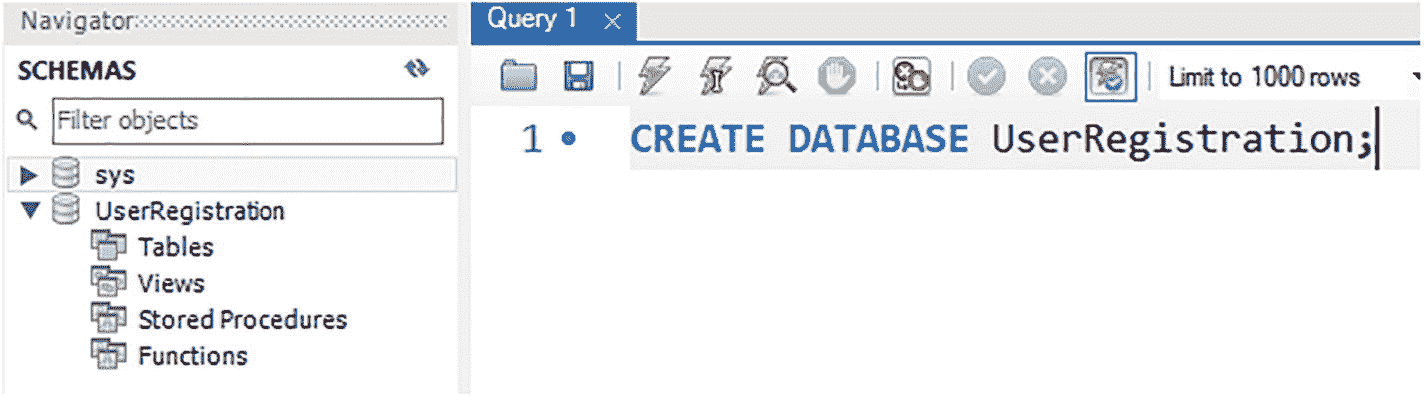 Navigator
SCHEMAS
Filter objects
sys
UserRegistration
Tables
Views
Stored Procedures
Functions
Query 1
Limit to 1000 rows
1 CREATE DATABASE UserRegistration;